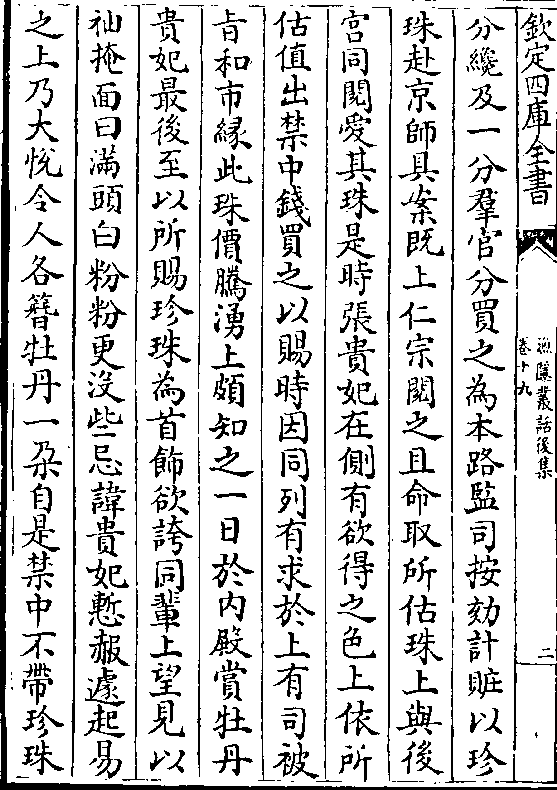 欽定四庫全書
漁隱叢話後集
卷十九
二
分纔及一分羣官分買之為本路監司按劾計贓以珍
珠赴京師具案既上仁宗閱之且命取所估珠上與後
宫同閱愛其珠是時張貴妃在側有欲得之色上依所
估值出禁中錢買之以賜時因同列有求於上有司被
㫖和市緣此珠價騰湧上頗知之一日於内殿賞牡丹
貴妃最後至以所賜珍珠為首飾欲誇同輩上望見以
袖掩面曰滿頭白粉粉更沒些忌諱貴妃慙赧遽起易
之上乃大悅令人各簪牡丹一朶自是禁中不帶珍珠